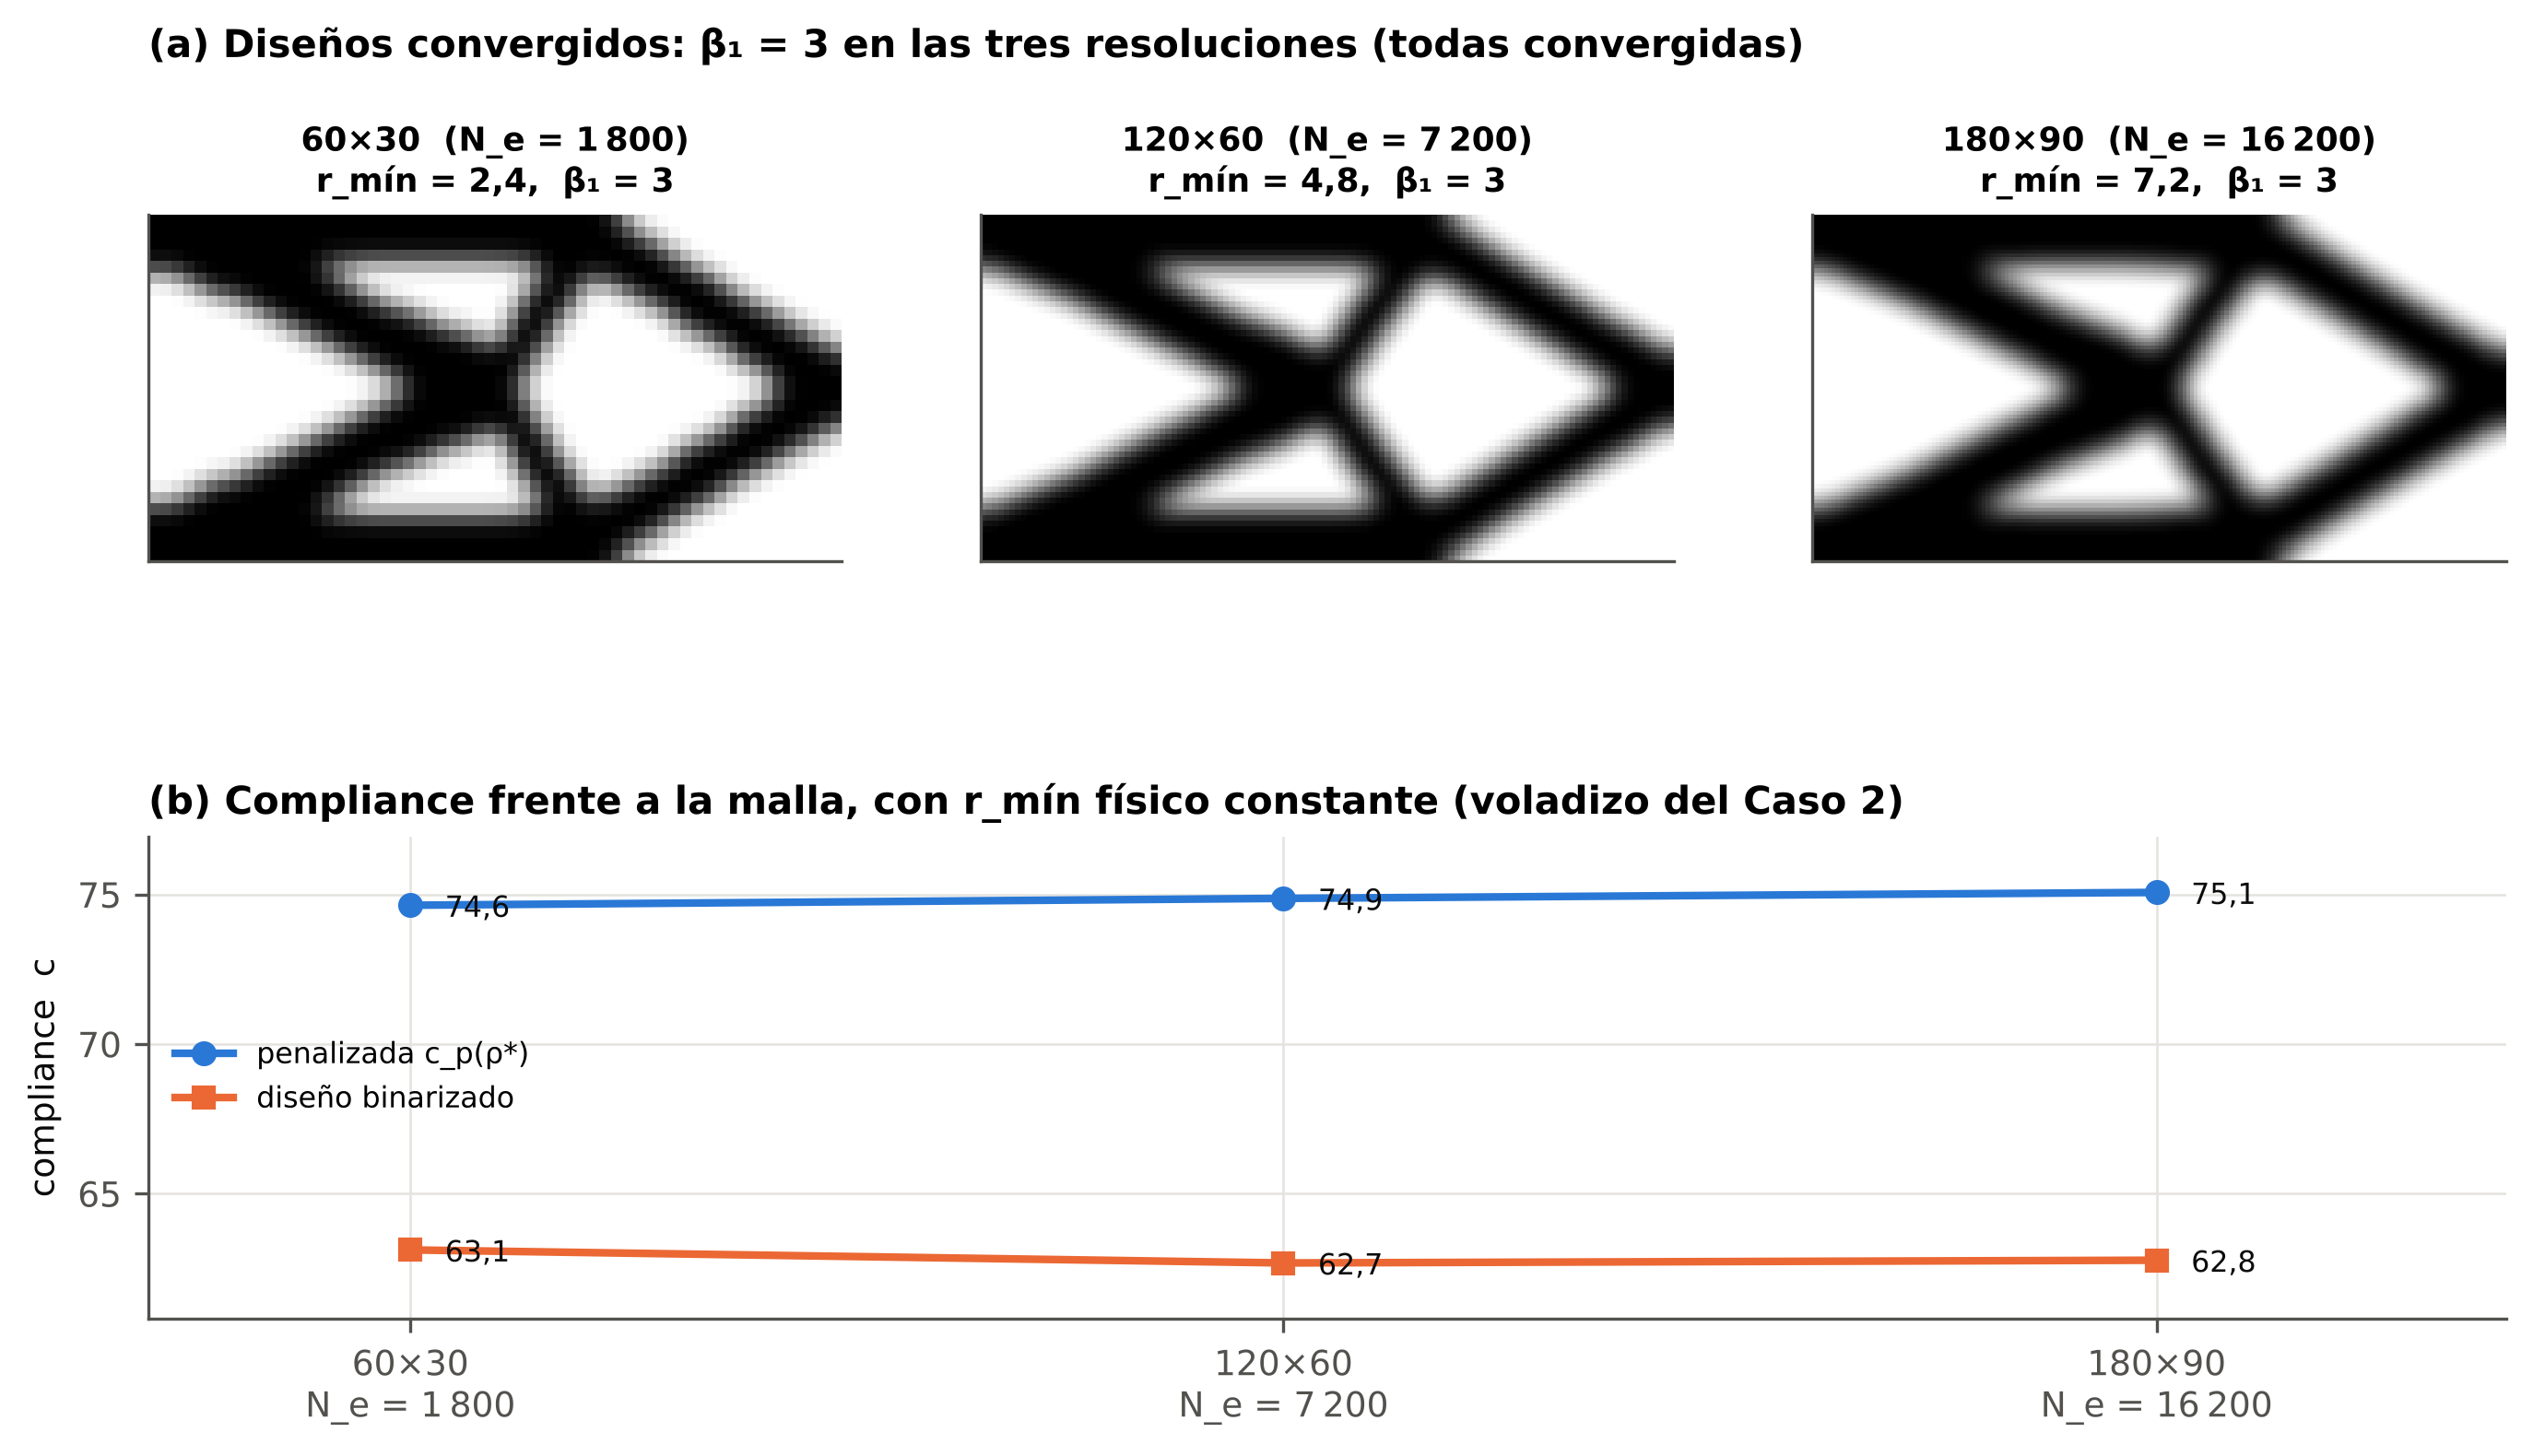 (a) Diseños convergidos: β₁ = 3 en las tres resoluciones (todas convergidas)
60×30 (N_e = 1 800)
r_mín = 2,4, β₁ = 3
120×60 (N_e = 7 200)
r_mín = 4,8, β₁ = 3
180×90 (N_e = 16 200)
r_mín = 7,2, β₁ = 3
(b) Compliance frente a la malla, con r_mín físico constante (voladizo del Caso 2)
compliance c
75
70
65
74,6
74,9
75,1
penalizada c_p(ρ*)
diseño binarizado
63,1
62,7
62,8
60×30
N_e = 1 800
120×60
N_e = 7 200
180×90
N_e = 16 200